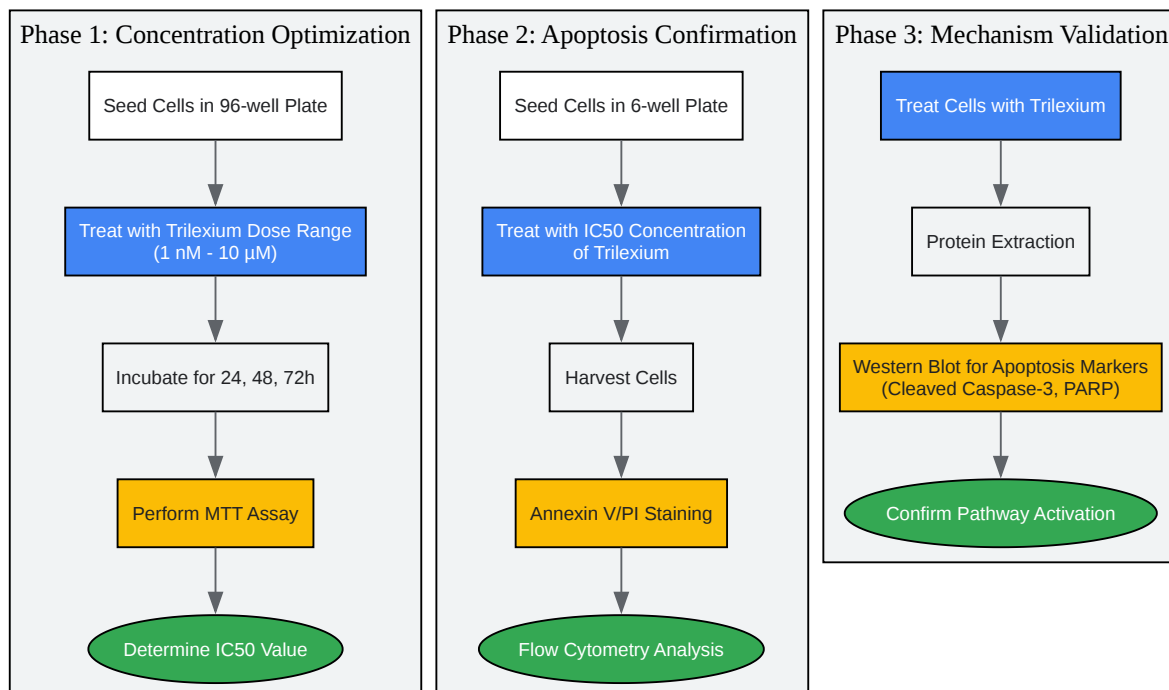 Phase 1: Concentration Optimization
Seed Cells in 96-well Plate
Treat with Trilexium Dose Range
(1 nM - 10 µM)
Incubate for 24, 48, 72h
Perform MTT Assay
Determine IC50 Value
Phase 2: Apoptosis Confirmation
Seed Cells in 6-well Plate
Treat with IC50 Concentration
of Trilexium
Harvest Cells
Annexin V/PI Staining
Flow Cytometry Analysis
Phase 3: Mechanism Validation
Treat Cells with Trilexium
Protein Extraction
Western Blot for Apoptosis Markers
(Cleaved Caspase-3, PARP)
Confirm Pathway Activation